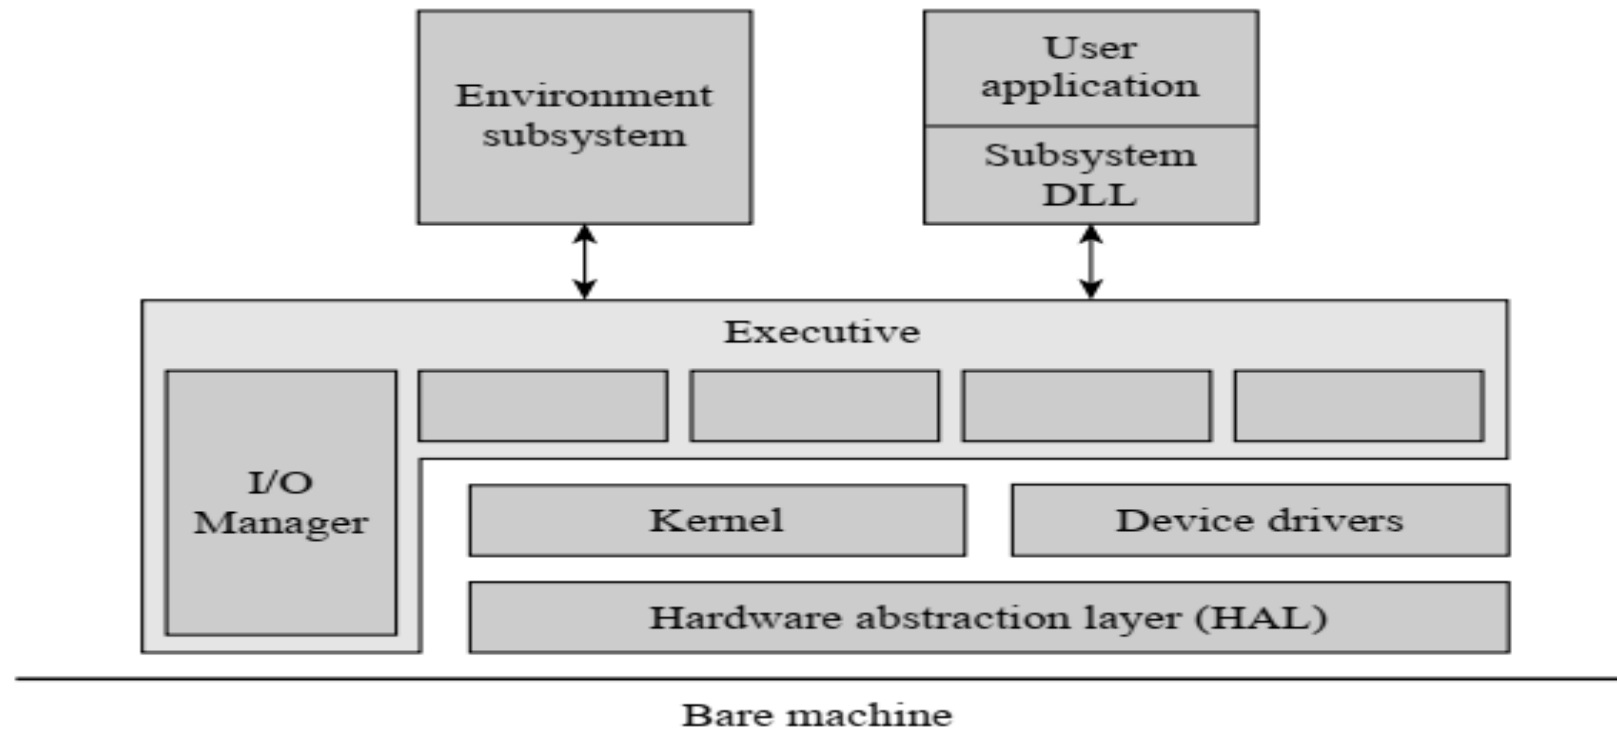 Environment
subsystem
User
application
Subsystem
DLL
Executive
I/O
Manager
Kernel
Device drivers
Hardware abstraction layer (HAL)
Bare machine